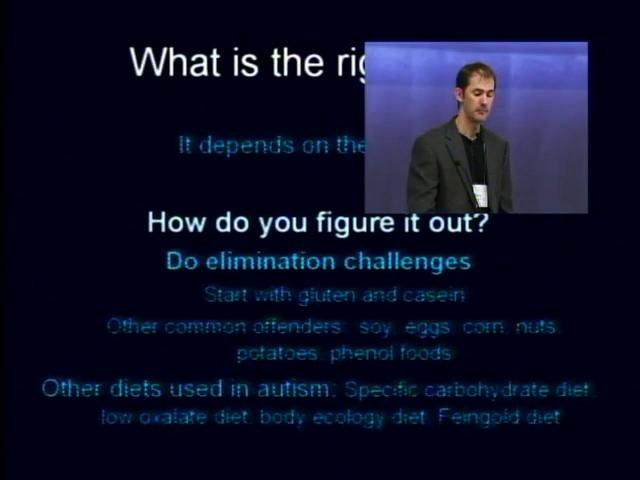 What is the rig
It depends on the
How do you figure it out?
Do elimination challenges
Start with gluten and casein
Other common offenders: soy, eggs, corn, nuts,
potatoes, phenol foods
Other diets used in autism: Specific carbohydrate diet,
low oxalate diet, body ecology diet, Feingold diet